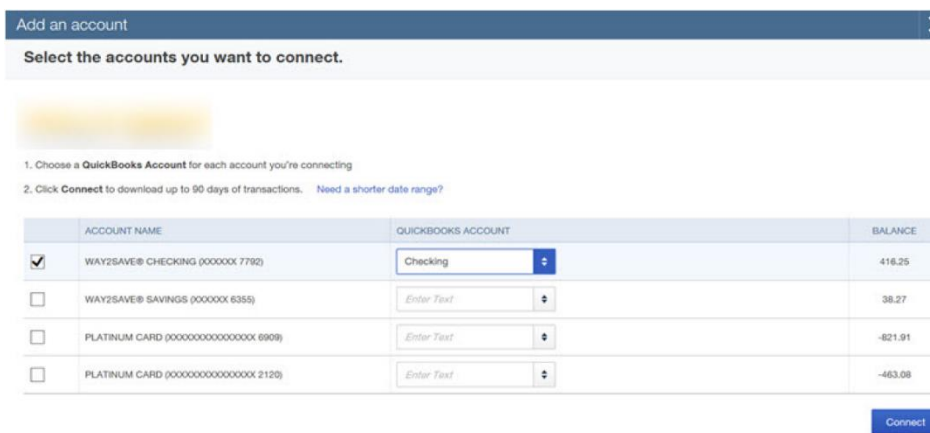 Add an account
Select the accounts you want to connect.
1. Choose a QuickBooks Account for each account you're connecting
2. Click Connect to download up to 90 days of transactions. Need a shorter date range?
ACCOUNT NAME QUICKBOOKS ACCOUNT BALANCE
WAY2SAVE® CHECKING (XXXXXX 7792) Checking 416.25
WAY2SAVE® SAVINGS (XXXXXX 6355) Enter Text 38.27
PLATINUM CARD (XXXXXXXXXXXXXXX 6909) Enter Text -821.91
PLATINUM CARD (XXXXXXXXXXXXXXX 2120) Enter Text -463.08
Connect